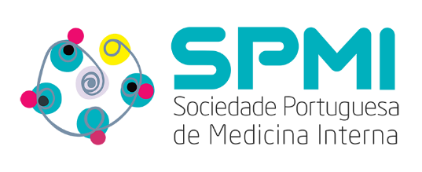 SPMI
Sociedade Portuguesa
de Medicina Interna